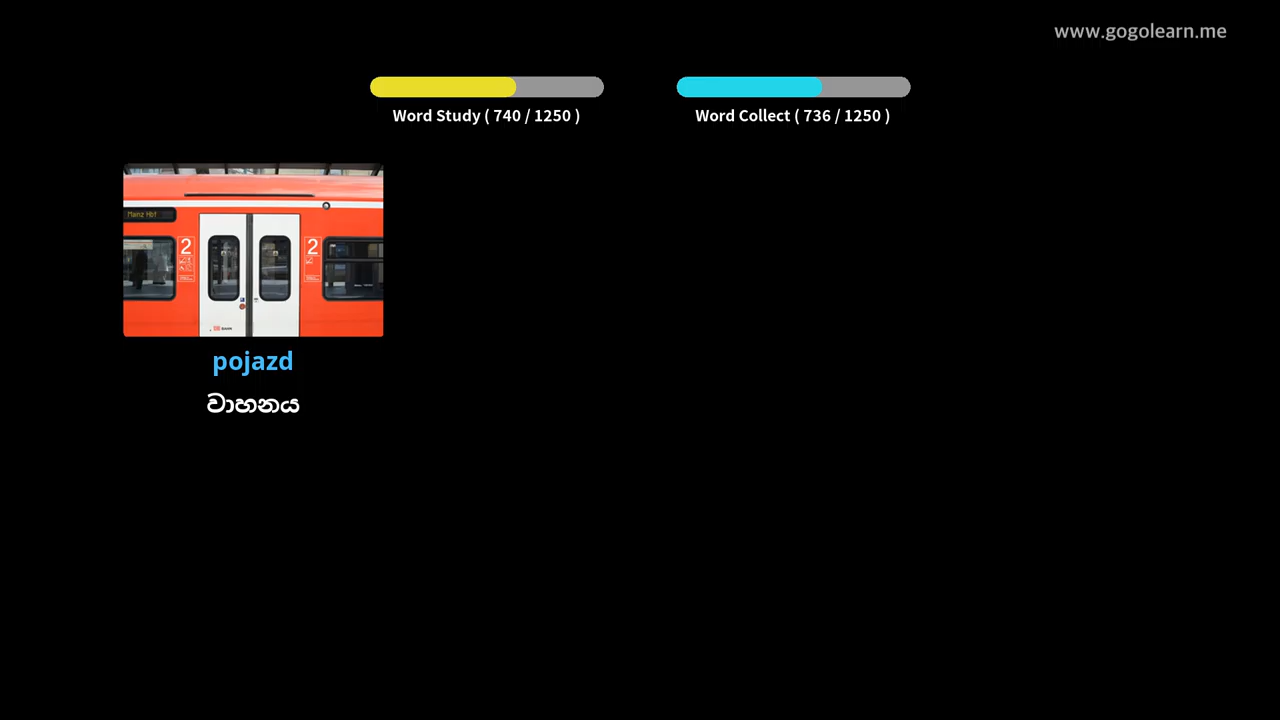 www.gogolearn.me
Word Study ( 740 / 1250 )
Word Collect ( 736 / 1250 )
Mainz Hbf
2
2
pojazd
වාහනය